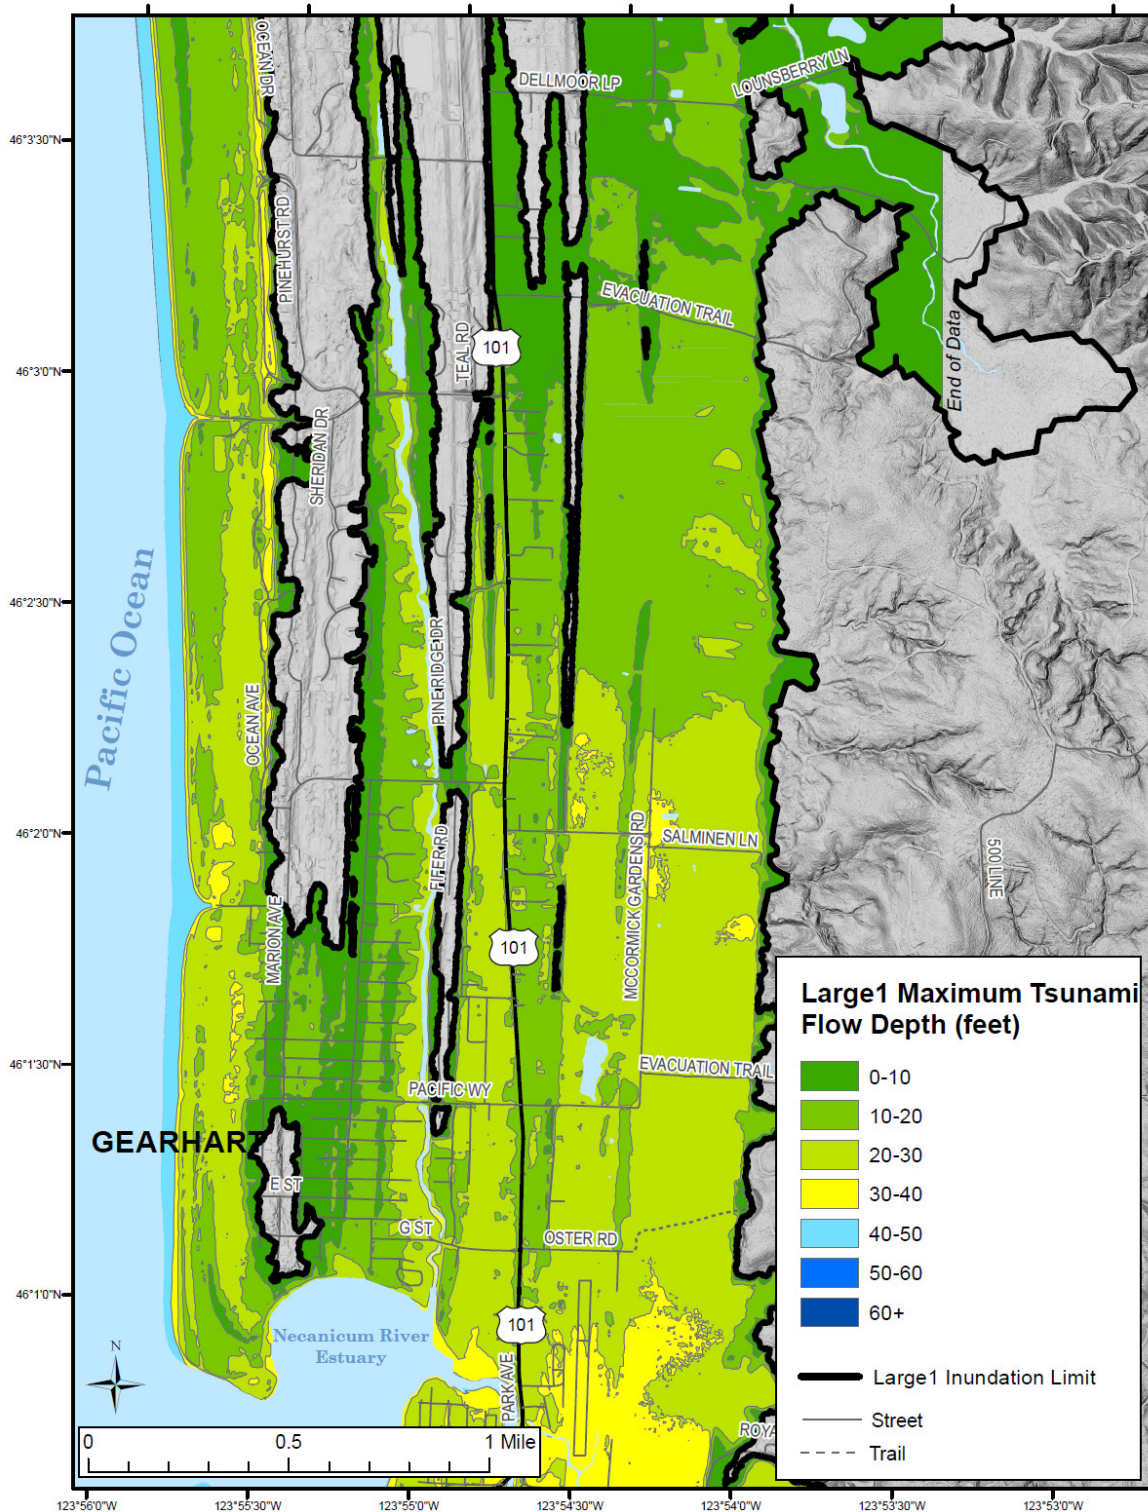 OCEAN DR
DELLMOOR LP
LOUNSBERRY LN
46°3'30"N
PINEHURST RD
EVACUATION TRAIL
TEAL RD
101
46°3'0"N
End of Data
SHERIDAN DR
Pacific Ocean
46°2'30"N
PINE RIDGE DR
OCEAN AVE
46°2'0"N
FIFER RD
MCCORMICK GARDENS RD
SALMINEN LN
500 LINE
MARION AVE
101
Large1 Maximum Tsunami
Flow Depth (feet)
46°1'30"N
EVACUATION TRAIL
0-10
PACIFIC WY
10-20
GEARHART
20-30
E ST
30-40
G ST
OSTER RD
40-50
50-60
46°1'0"N
60+
101
Necanicum River
Estuary
N
PARK AVE
Large1 Inundation Limit
Street
ROYA
Trail
0 0.5 1 Mile
123°56'0"W 123°55'30"W 123°55'0"W 123°54'30"W 123°54'0"W 123°53'30"W 123°53'0"W